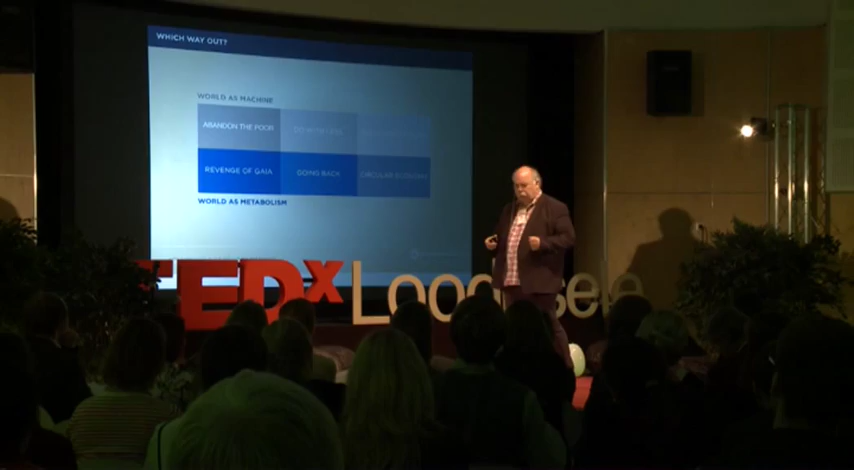 WHICH WAY OUT?
WORLD AS MACHINE
ABANDON THE POOR
REVENGE OF GAIA
GOING BACK
CIRCULAR ECONOMY
WORLD AS METABOLISM
TEDx